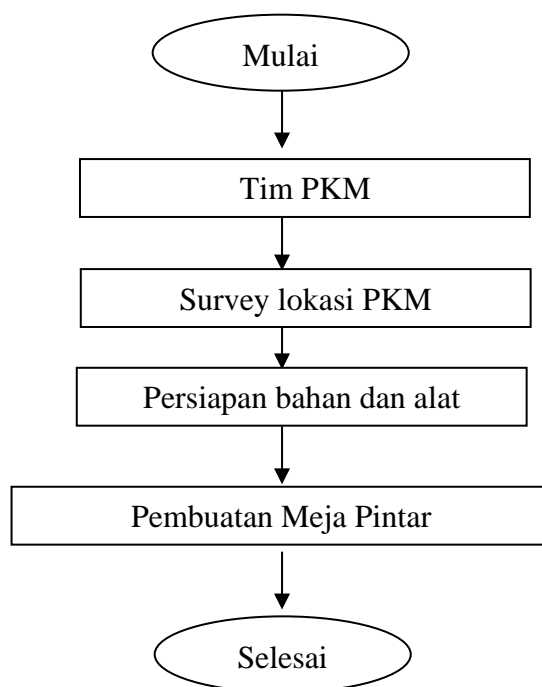 Mulai
Tim PKM
Survey lokasi PKM
Persiapan bahan dan alat
Pembuatan Meja Pintar
Selesai